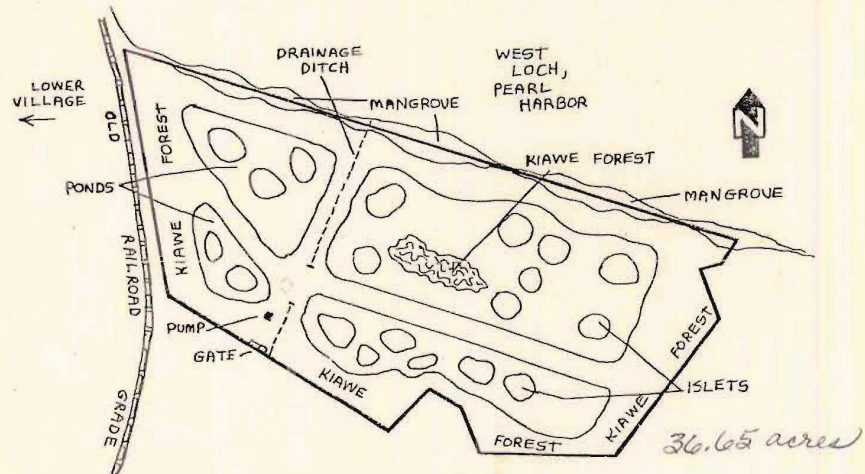 DRAINAGE
DITCH
WEST
LOCH,
PEARL
HARBOR
LOWER
VILLAGE
MANGROVE
N
OLD
RAILROAD
GRADE
FOREST
KIAWE
KIAWE FOREST
PONDS
MANGROVE
PUMP
GATE
KIAWE
FOREST
FOREST
KIAWE
ISLETS
36.65 acres